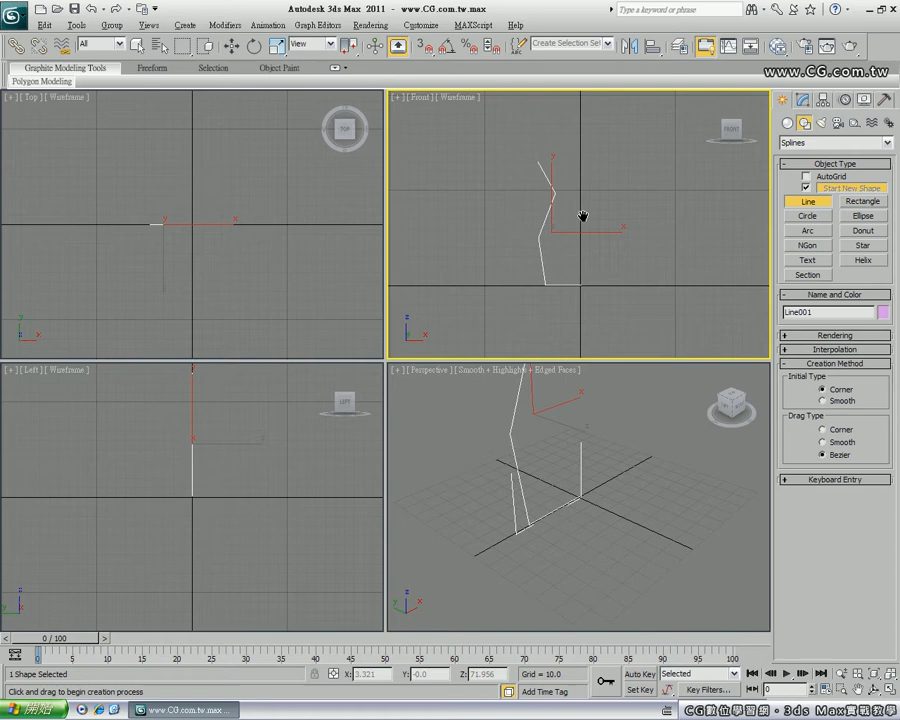 Autodesk 3ds Max 2011 - www.CG.com.tw.max
Type a keyword or phrase
Edit Tools Group Views Create Modifiers Animation Graph Editors Rendering Customize MAXScript Help
All
View
Create Selection Se
Graphite Modeling Tools Freeform Selection Object Paint
Polygon Modeling
www.CG.com.tw
[ + ] [ Top ] [ Wireframe ]
TOP
y
x
y
z
x
[ + ] [ Front ] [ Wireframe ]
FRONT
y
x
z
x
[ + ] [ Left ] [ Wireframe ]
LEFT
z
y
[ + ] [ Perspective ] [ Smooth + Highlights + Edged Faces ]
x
z
y
x
Splines
- Object Type
AutoGrid
Start New Shape
Line Rectangle
Circle Ellipse
Arc Donut
NGon Star
Text Helix
Section
- Name and Color
Line001
+ Rendering
+ Interpolation
- Creation Method
Initial Type
Corner
Smooth
Drag Type
Corner
Smooth
Bezier
+ Keyboard Entry
< 0 / 100 >
0 5 10 15 20 25 30 35 40 45 50 55 60 65 70 75 80 85 90 95 100
1 Shape Selected
X: 3.321 Y: -0.0 Z: 71.956 Grid = 10.0
Auto Key Selected
Click and drag to begin creation process
Add Time Tag
Set Key Key Filters... 0
開始
www.CG.com.tw.max ...
CG數位學習網‧3ds Max實戰教學